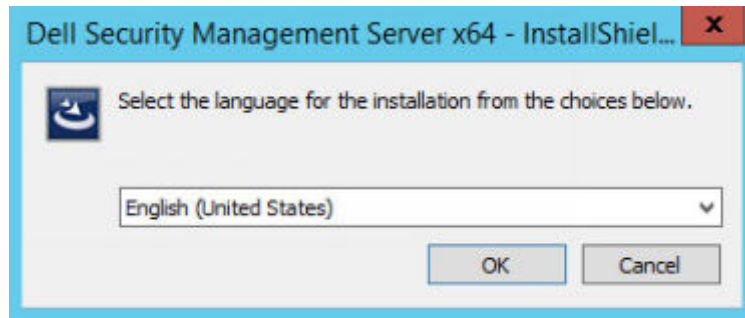 Dell Security Management Server x64 - InstallShiel...
x
Select the language for the installation from the choices below.
English (United States)
OK
Cancel